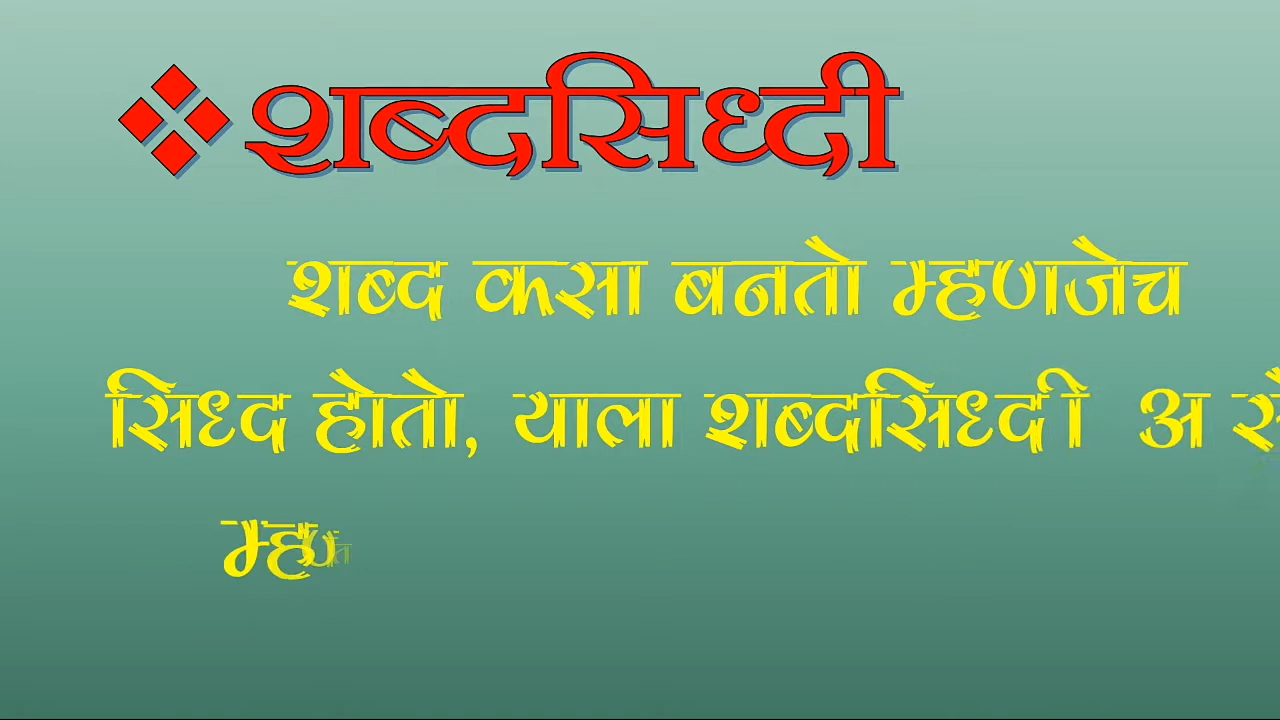 शब्दसिध्दी
शब्द कसा बनतो म्हणजेच
सिध्द होतो, याला शब्दसिध्दी